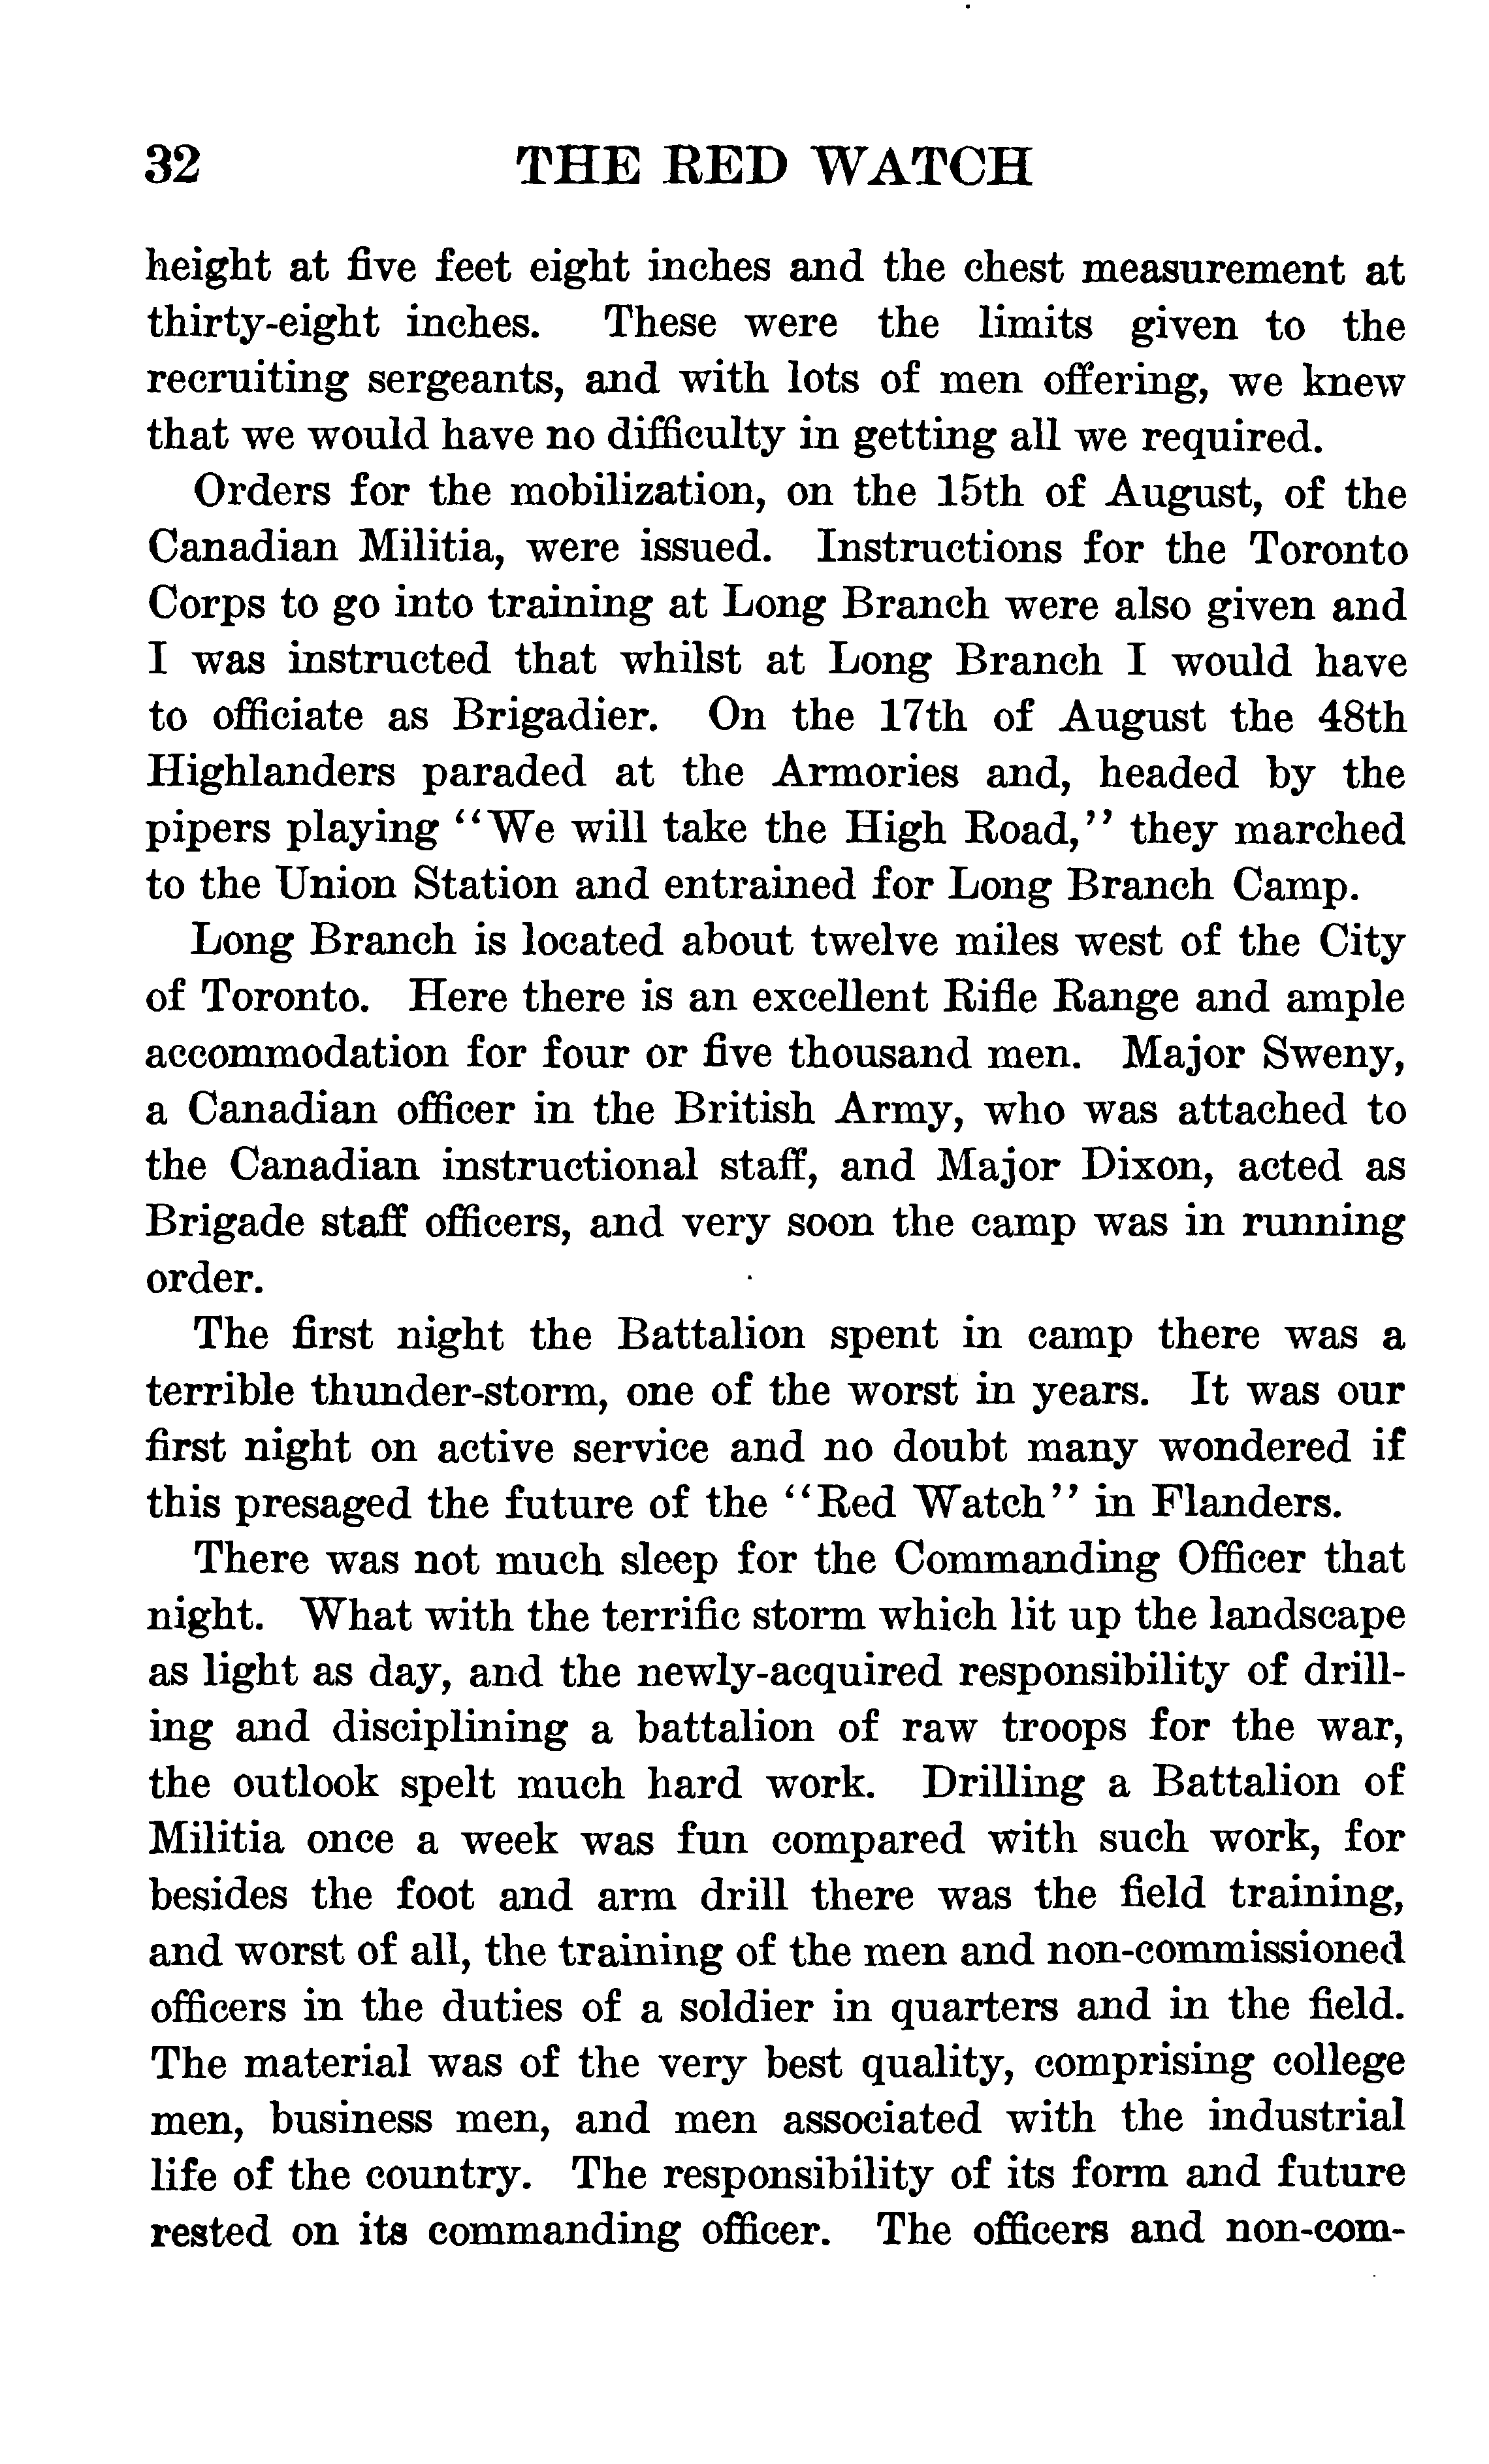 32 THE RED WATCH
height at five feet eight inches and the chest measurement at
thirty-eight inches. These were the limits given to the
recruiting sergeants, and with lots of men offering, we knew
that we would have no difficulty in getting all we required.
Orders for the mobilization, on the 15th of August, of the
Canadian Militia, were issued. Instructions for the Toronto
Corps to go into training at Long Branch were also given and
I was instructed that whilst at Long Branch I would have
to officiate as Brigadier. On the 17th of August the 48th
Highlanders paraded at the Armories and, headed by the
pipers playing "We will take the High Road," they marched
to the Union Station and entrained for Long Branch Camp.
Long Branch is located about twelve miles west of the City
of Toronto. Here there is an excellent Rifle Range and ample
accommodation for four or five thousand men. Major Sweny,
a Canadian officer in the British Army, who was attached to
the Canadian instructional staff, and Major Dixon, acted as
Brigade staff officers, and very soon the camp was in running
order.
The first night the Battalion spent in camp there was a
terrible thunder-storm, one of the worst in years. It was our
first night on active service and no doubt many wondered if
this presaged the future of the "Red Watch" in Flanders.
There was not much sleep for the Commanding Officer that
night. What with the terrific storm which lit up the landscape
as light as day, and the newly-acquired responsibility of drill-
ing and disciplining a battalion of raw troops for the war,
the outlook spelt much hard work. Drilling a Battalion of
Militia once a week was fun compared with such work, for
besides the foot and arm drill there was the field training,
and worst of all, the training of the men and non-commissioned
officers in the duties of a soldier in quarters and in the field.
The material was of the very best quality, comprising college
men, business men, and men associated with the industrial
life of the country. The responsibility of its form and future
rested on its commanding officer. The officers and non-com-